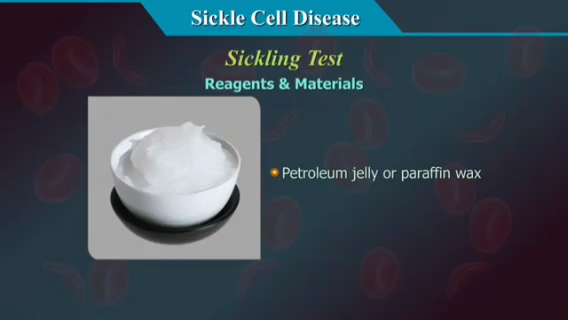 Sickle Cell Disease
Sickling Test
Reagents & Materials
Petroleum jelly or paraffin wax